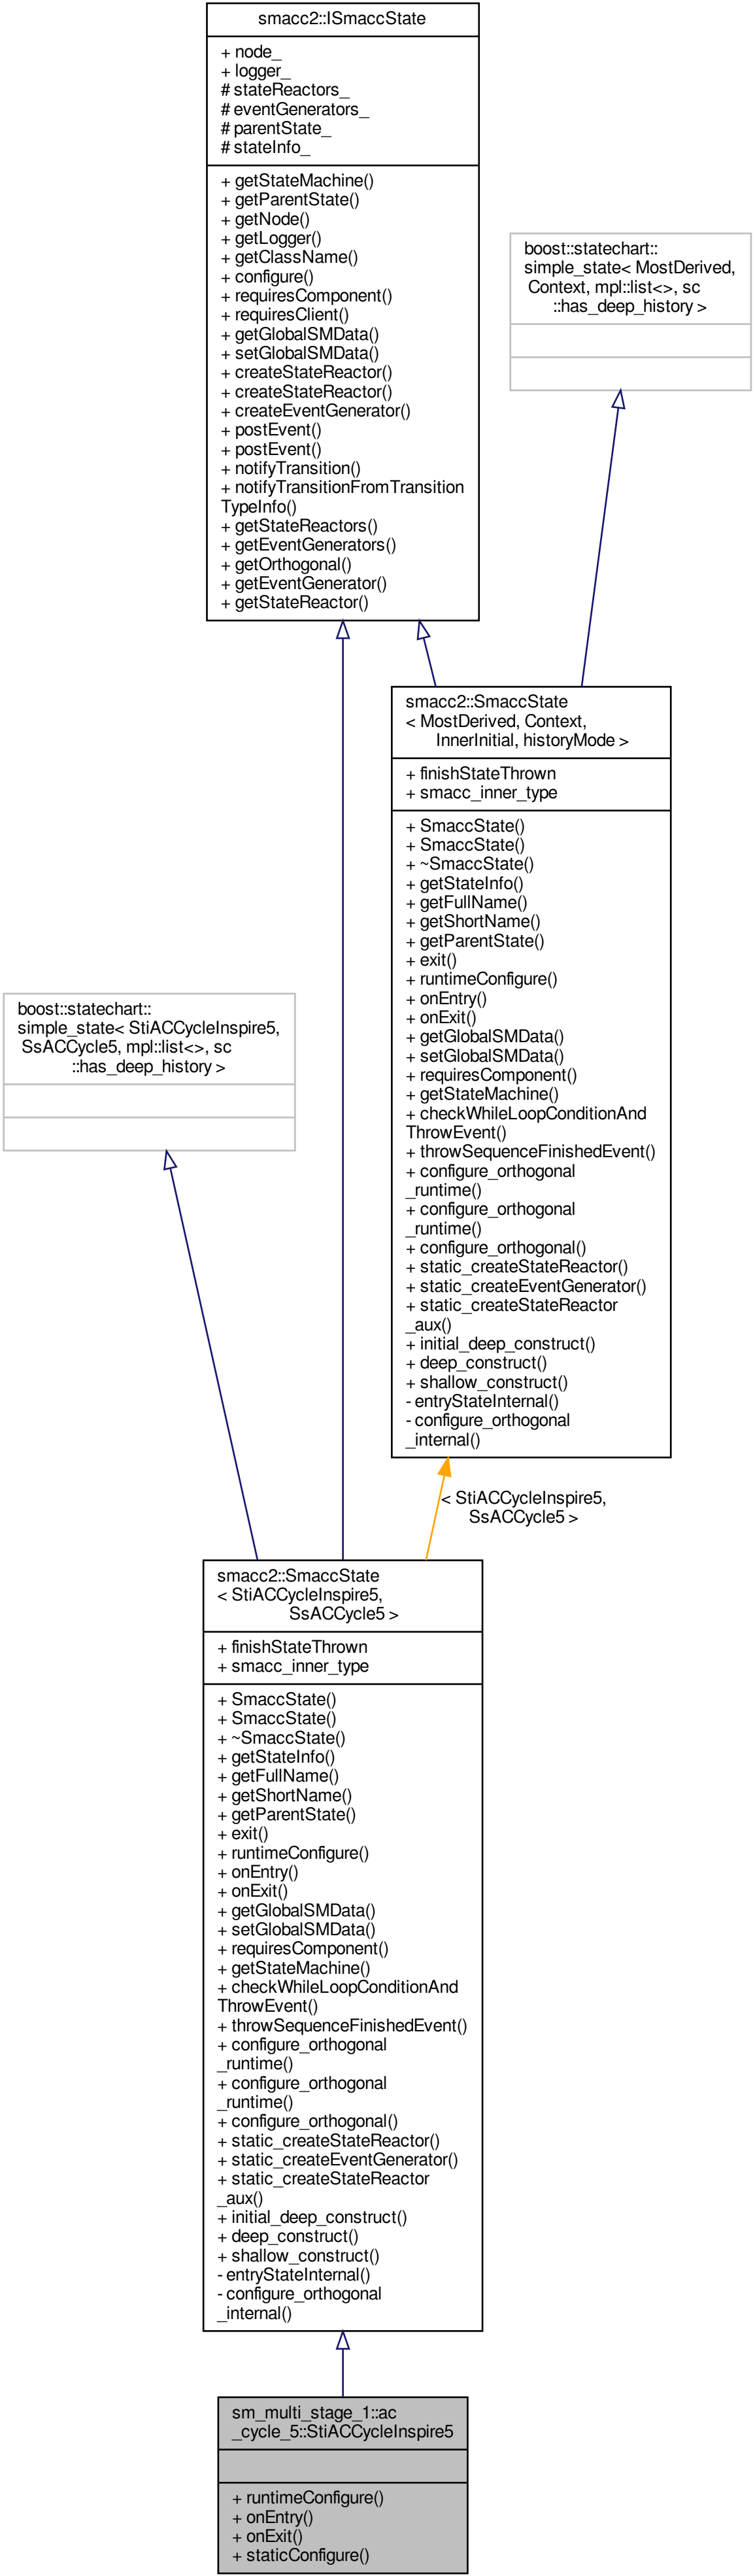 smacc2::ISmaccState
+ node_
+ logger_
# stateReactors_
# eventGenerators_
# parentState_
# stateInfo_
+ getStateMachine()
+ getParentState()
+ getNode()
+ getLogger()
+ getClassName()
+ configure()
+ requiresComponent()
+ requiresClient()
+ getGlobalSMData()
+ setGlobalSMData()
+ createStateReactor()
+ createStateReactor()
+ createEventGenerator()
+ postEvent()
+ postEvent()
+ notifyTransition()
+ notifyTransitionFromTransition
TypeInfo()
+ getStateReactors()
+ getEventGenerators()
+ getOrthogonal()
+ getEventGenerator()
+ getStateReactor()
boost::statechart::
simple_state< MostDerived,
Context, mpl::list<>, sc
::has_deep_history >
smacc2::SmaccState
< MostDerived, Context,
InnerInitial, historyMode >
+ finishStateThrown
+ smacc_inner_type
+ SmaccState()
+ SmaccState()
+ ~SmaccState()
+ getStateInfo()
+ getFullName()
+ getShortName()
+ getParentState()
+ exit()
+ runtimeConfigure()
+ onEntry()
+ onExit()
+ getGlobalSMData()
+ setGlobalSMData()
+ requiresComponent()
+ getStateMachine()
+ checkWhileLoopConditionAnd
ThrowEvent()
+ throwSequenceFinishedEvent()
+ configure_orthogonal
_runtime()
+ configure_orthogonal
_runtime()
+ configure_orthogonal()
+ static_createStateReactor()
+ static_createEventGenerator()
+ static_createStateReactor
_aux()
+ initial_deep_construct()
+ deep_construct()
+ shallow_construct()
- entryStateInternal()
- configure_orthogonal
_internal()
boost::statechart::
simple_state< StiACCycleInspire5,
SsACCycle5, mpl::list<>, sc
::has_deep_history >
< StiACCycleInspire5,
SsACCycle5 >
smacc2::SmaccState
< StiACCycleInspire5,
SsACCycle5 >
+ finishStateThrown
+ smacc_inner_type
+ SmaccState()
+ SmaccState()
+ ~SmaccState()
+ getStateInfo()
+ getFullName()
+ getShortName()
+ getParentState()
+ exit()
+ runtimeConfigure()
+ onEntry()
+ onExit()
+ getGlobalSMData()
+ setGlobalSMData()
+ requiresComponent()
+ getStateMachine()
+ checkWhileLoopConditionAnd
ThrowEvent()
+ throwSequenceFinishedEvent()
+ configure_orthogonal
_runtime()
+ configure_orthogonal
_runtime()
+ configure_orthogonal()
+ static_createStateReactor()
+ static_createEventGenerator()
+ static_createStateReactor
_aux()
+ initial_deep_construct()
+ deep_construct()
+ shallow_construct()
- entryStateInternal()
- configure_orthogonal
_internal()
sm_multi_stage_1::ac
_cycle_5::StiACCycleInspire5
+ runtimeConfigure()
+ onEntry()
+ onExit()
+ staticConfigure()